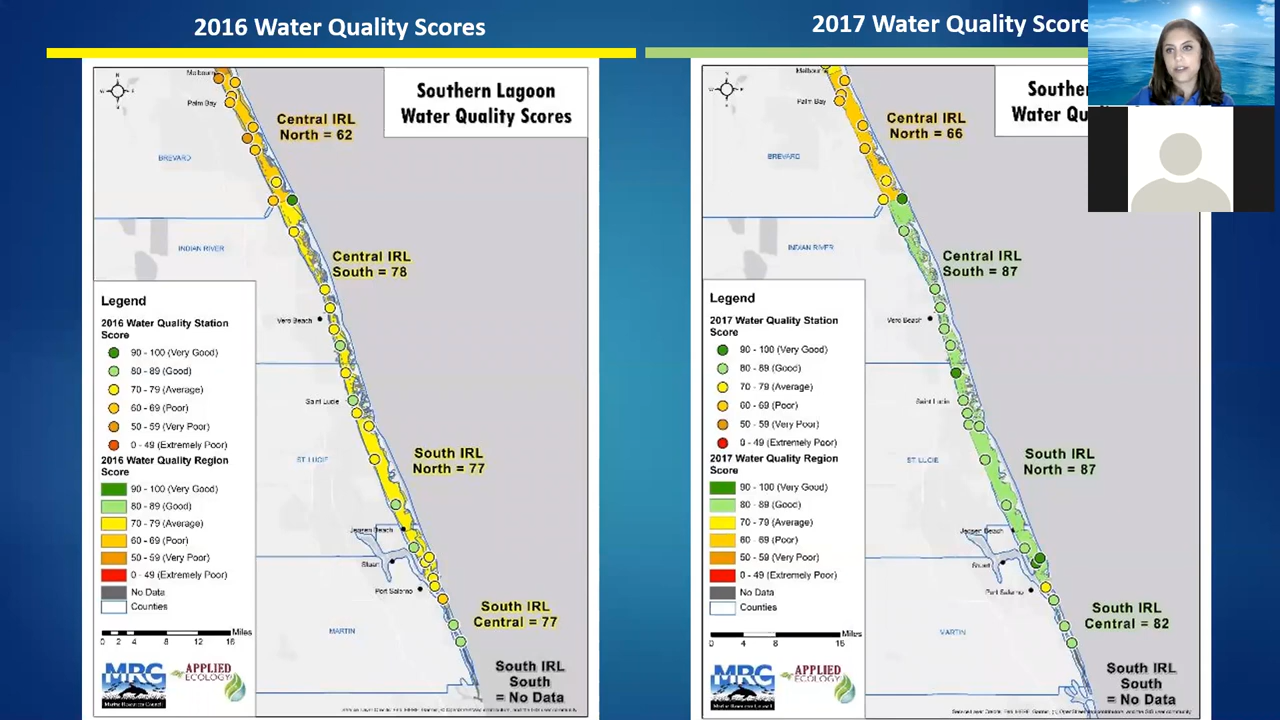 2016 Water Quality Scores
Melbourne
Palm Bay
BREVARD
Southern Lagoon
Water Quality Scores
Central IRL
North = 62
INDIAN RIVER
Central IRL
South = 78
Vero Beach
Saint Lucie
ST. LUCIE
South IRL
North = 77
Jensen Beach
Stuart
Port Salerno
South IRL
Central = 77
MARTIN
South IRL
South
= No Data
Legend
2016 Water Quality Station
Score
90 - 100 (Very Good)
80 - 89 (Good)
70 - 79 (Average)
60 - 69 (Poor)
50 - 59 (Very Poor)
0 - 49 (Extremely Poor)
2016 Water Quality Region
Score
90 - 100 (Very Good)
80 - 89 (Good)
70 - 79 (Average)
60 - 69 (Poor)
50 - 59 (Very Poor)
0 - 49 (Extremely Poor)
No Data
Counties
Miles
0 2 4 8 12 16
MRC
Marine Resources Council
APPLIED
ECOLOGY
2017 Water Quality Score
Palm Bay
BREVARD
Souther
Water Qu
Central IRL
North = 66
INDIAN RIVER
Central IRL
South = 87
Vero Beach
Saint Lucie
ST. LUCIE
South IRL
North = 87
Jensen Beach
Stuart
Port Salerno
South IRL
Central = 82
MARTIN
South IRL
South
= No Data
Legend
2017 Water Quality Station
Score
90 - 100 (Very Good)
80 - 89 (Good)
70 - 79 (Average)
60 - 69 (Poor)
50 - 59 (Very Poor)
0 - 49 (Extremely Poor)
2017 Water Quality Region
Score
90 - 100 (Very Good)
80 - 89 (Good)
70 - 79 (Average)
60 - 69 (Poor)
50 - 59 (Very Poor)
0 - 49 (Extremely Poor)
No Data
Counties
Miles
0 4 8 16
MRC
Marine Resources Council
APPLIED
ECOLOGY